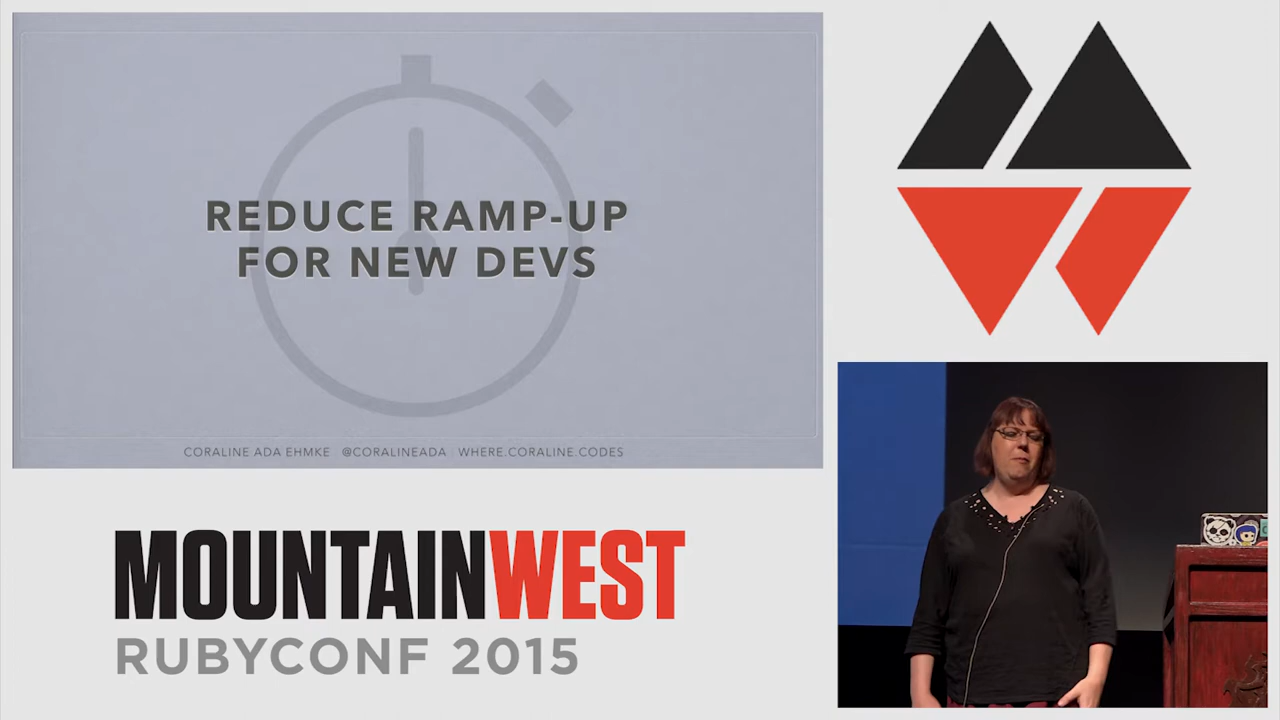 REDUCE RAMP-UP
FOR NEW DEVS
CORALINE ADA EHMKE @CORALINEADA | WHERE.CORALINE.CODES
MOUNTAINWEST
RUBYCONF 2015